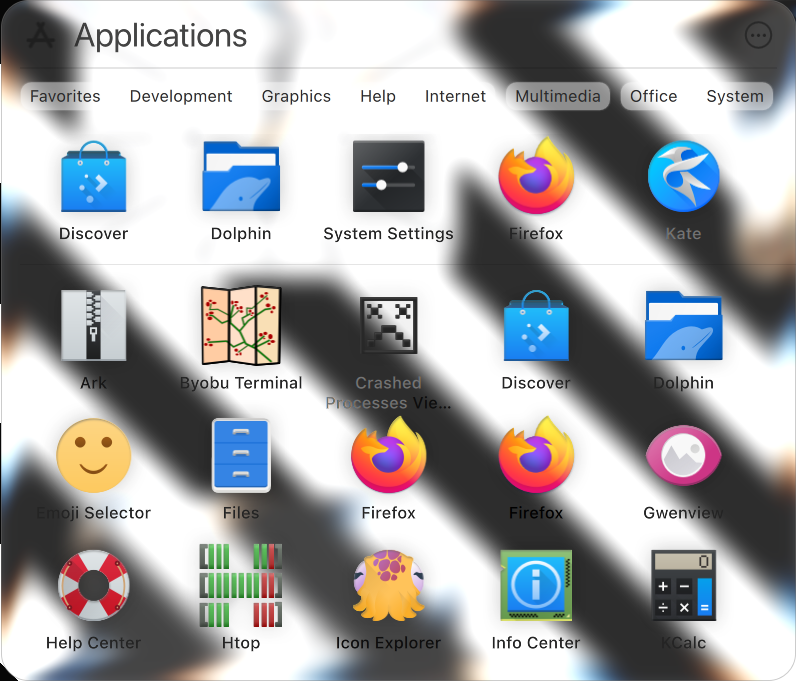 Applications
Favorites Development Graphics Help Internet Multimedia Office System
Discover Dolphin System Settings Firefox Kate
Ark Byobu Terminal Crashed Discover Dolphin
Processes Vie...
Emoji Selector Files Firefox Firefox Gwenview
0
Help Center Htop Icon Explorer Info Center KCalc